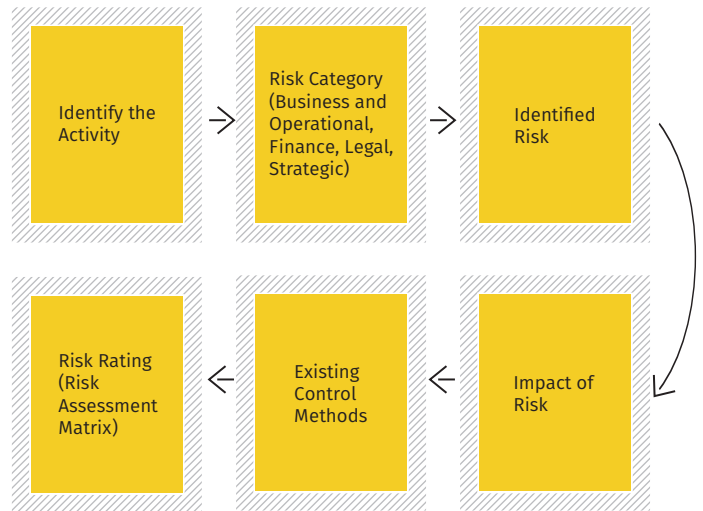 Identify the
Activity
Risk Category
(Business and
Operational,
Finance, Legal,
Strategic)
Identified
Risk
Impact of
Risk
Existing
Control
Methods
Risk Rating
(Risk
Assessment
Matrix)